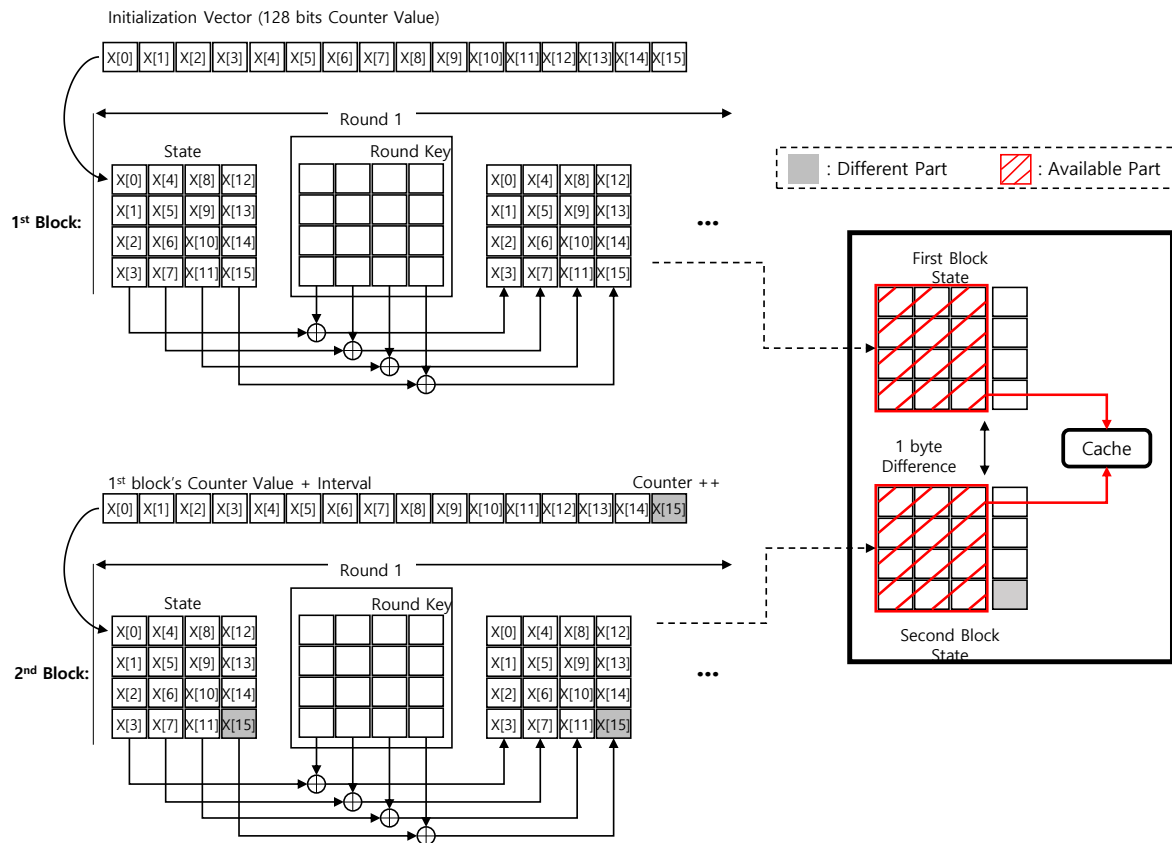 Initialization Vector (128 bits Counter Value)
X[0] X[1] X[2] X[3] X[4] X[5] X[6] X[7] X[8] X[9] X[10] X[11] X[12] X[13] X[14] X[15]
Round 1
State
Round Key
X[0] X[4] X[8] X[12] X[0] X[4] X[8] X[12]
X[1] X[5] X[9] X[13] X[1] X[5] X[9] X[13]
1st Block:
...
X[2] X[6] X[10] X[14] X[2] X[6] X[10] X[14]
X[3] X[7] X[11] X[15] X[3] X[7] X[11] X[15]
: Different Part
: Available Part
First Block
State
1 byte
Difference
Cache
Second Block
State
1st block's Counter Value + Interval
Counter ++
X[0] X[1] X[2] X[3] X[4] X[5] X[6] X[7] X[8] X[9] X[10] X[11] X[12] X[13] X[14] X[15]
Round 1
State
Round Key
X[0] X[4] X[8] X[12] X[0] X[4] X[8] X[12]
X[1] X[5] X[9] X[13] X[1] X[5] X[9] X[13]
2nd Block:
...
X[2] X[6] X[10] X[14] X[2] X[6] X[10] X[14]
X[3] X[7] X[11] X[15] X[3] X[7] X[11] X[15]